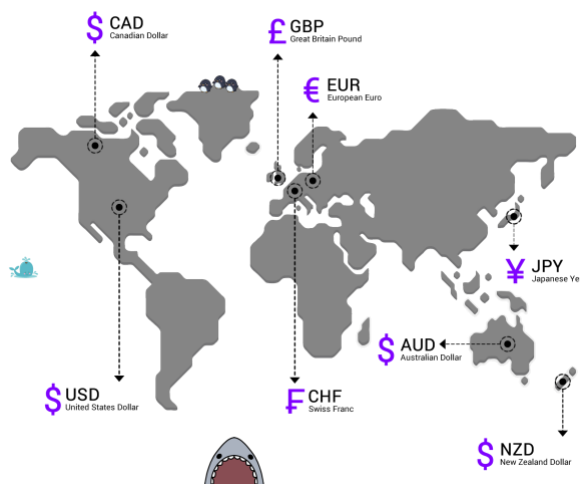 $ CAD
Canadian Dollar
£ GBP
Great Britain Pound
€ EUR
European Euro
¥ JPY
Japanese Ye
$ AUD
Australian Dollar
$ USD
United States Dollar
₣ CHF
Swiss Franc
$ NZD
New Zealand Dollar